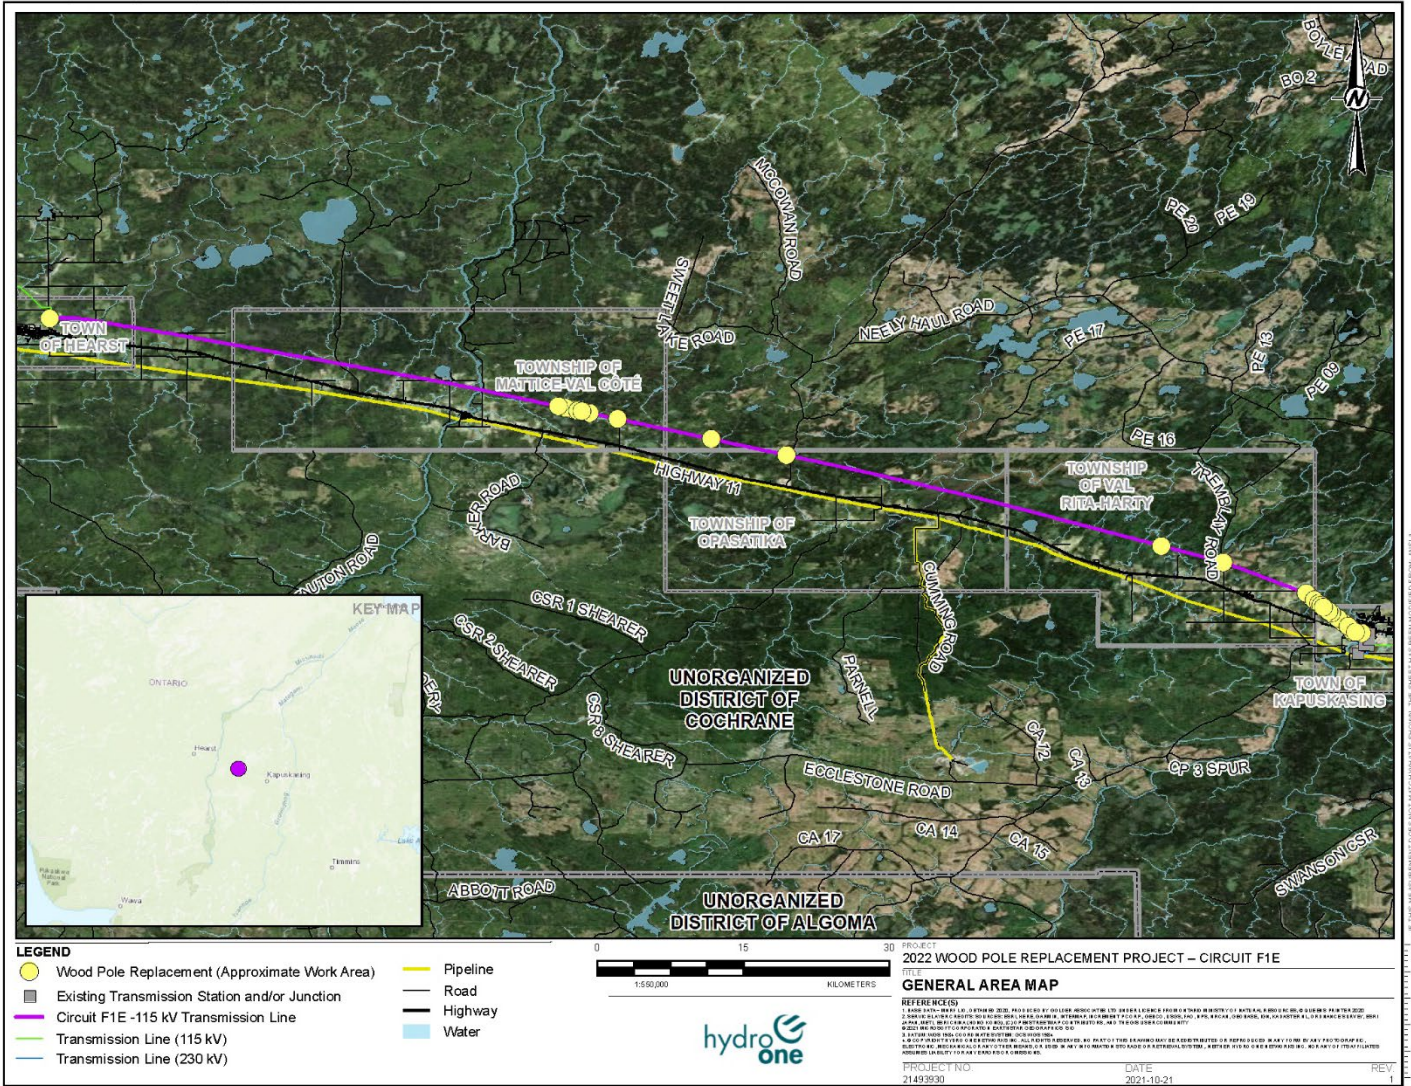 BOYLE ROAD
BO 2
N
MCCOWAN ROAD
PE 20
PE 19
SWEET LAKE ROAD
NEELY HAUL ROAD
PE 17
PE 13
PE 09
TOWN
OF HEARST
TOWNSHIP OF
MATTICE-VAL CÔTÉ
PE 16
HIGHWAY 11
TOWNSHIP
OF VAL
RITA-HARTY
TREMBLAY ROAD
BARKER ROAD
TOWNSHIP OF
OPASATIKA
CUMMING ROAD
CSR 1 SHEARER
CSR 2 SHEARER
PARNELL
UNORGANIZED
DISTRICT OF
COCHRANE
TOWN OF
KAPUSKASING
CSR 8 SHEARER
CA 12
CA 13
CP 3 SPUR
ECCLESTONE ROAD
CA 17
CA 14
CA 15
SWANSON CSR
ABBOTT ROAD
UNORGANIZED
DISTRICT OF ALGOMA
KEY MAP
ONTARIO
Hearst
Kapuskasing
Timmins
Pukaskwa
National
Park
Wawa
LEGEND
Wood Pole Replacement (Approximate Work Area)
Existing Transmission Station and/or Junction
Circuit F1E -115 kV Transmission Line
Transmission Line (115 kV)
Transmission Line (230 kV)
Pipeline
Road
Highway
Water
0 15 30
1:550,000 KILOMETERS
hydro
one
PROJECT
2022 WOOD POLE REPLACEMENT PROJECT – CIRCUIT F1E
TITLE
GENERAL AREA MAP
REFERENCE(S)
PROJECT NO. DATE REV.
21493930 2021-10-21 1